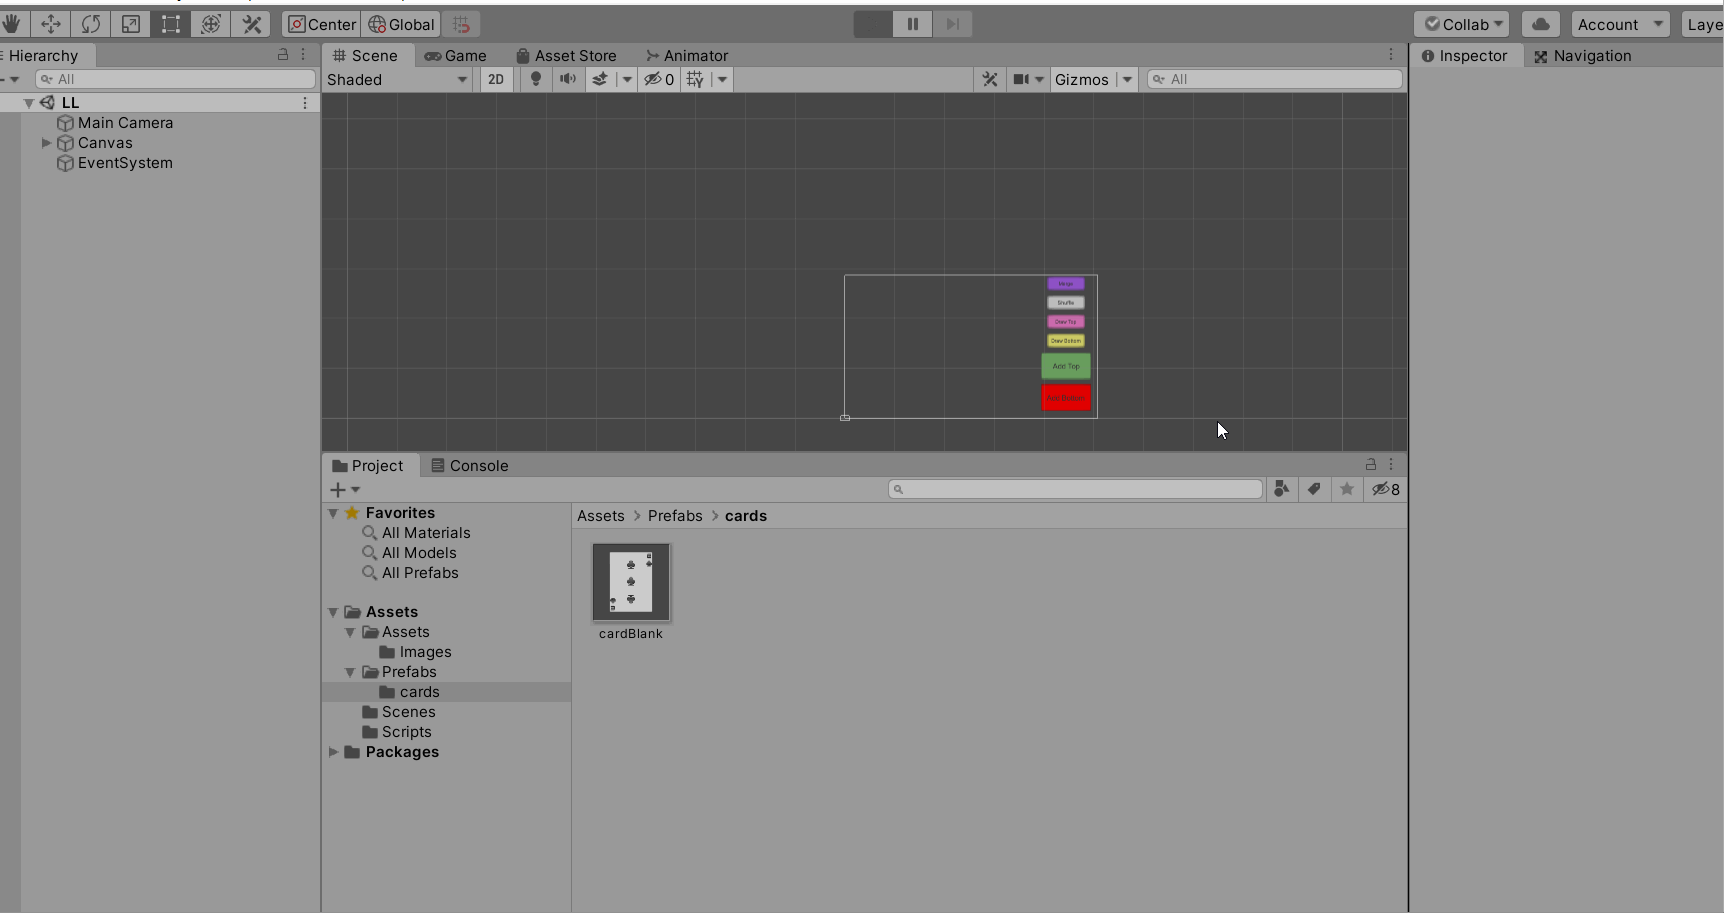 Center Global Collab Account Laye
Hierarchy
All
LL
Main Camera
Canvas
EventSystem
Scene Game Asset Store Animator
Shaded 2D 0 Gizmos All
Merge
Shuffle
Draw Top
Draw Bottom
Add Top
Add Bottom
Inspector Navigation
Project Console
8
Favorites
All Materials
All Models
All Prefabs
Assets
Assets
Images
Prefabs
cards
Scenes
Scripts
Packages
Assets > Prefabs > cards
cardBlank